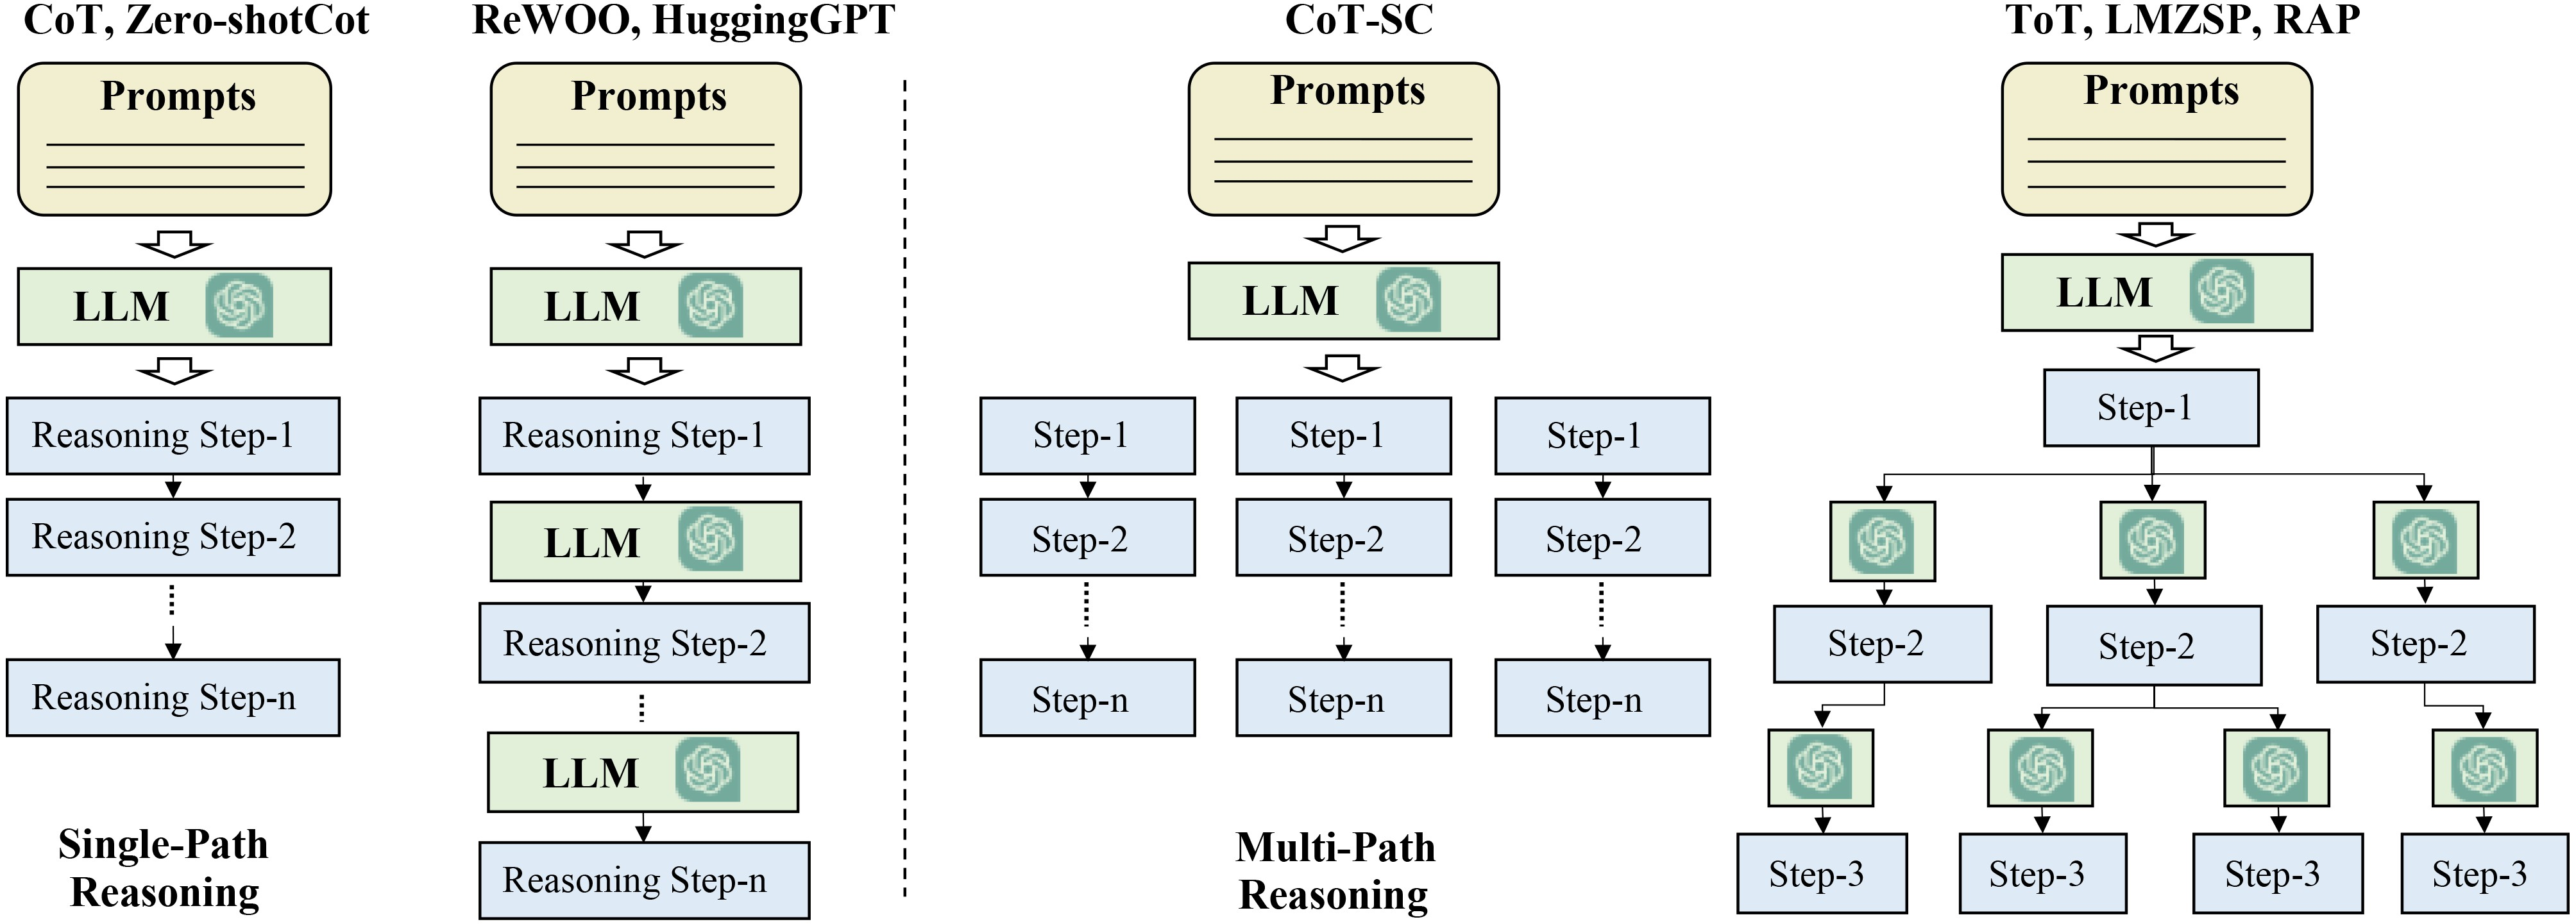 CoT, Zero-shotCot
Prompts
LLM
Reasoning Step-1
Reasoning Step-2
Reasoning Step-n
Single-Path
Reasoning
ReWOO, HuggingGPT
Prompts
LLM
Reasoning Step-1
LLM
Reasoning Step-2
LLM
Reasoning Step-n
CoT-SC
Prompts
LLM
Step-1
Step-1
Step-1
Step-2
Step-2
Step-2
Step-n
Step-n
Step-n
Multi-Path
Reasoning
ToT, LMZSP, RAP
Prompts
LLM
Step-1
Step-2
Step-2
Step-2
Step-3
Step-3
Step-3
Step-3